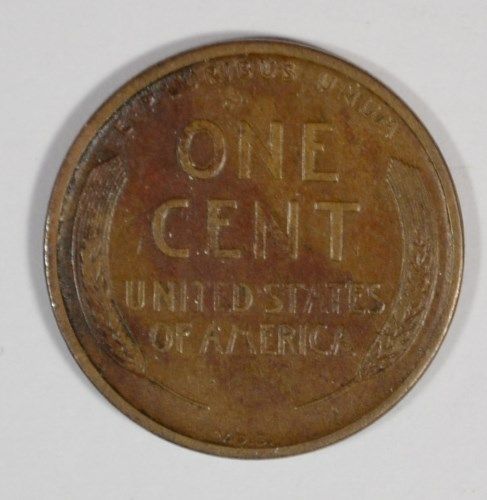 E PLURIBUS UNUM
ONE
CENT
UNITED STATES
OF AMERICA
V.D.B.